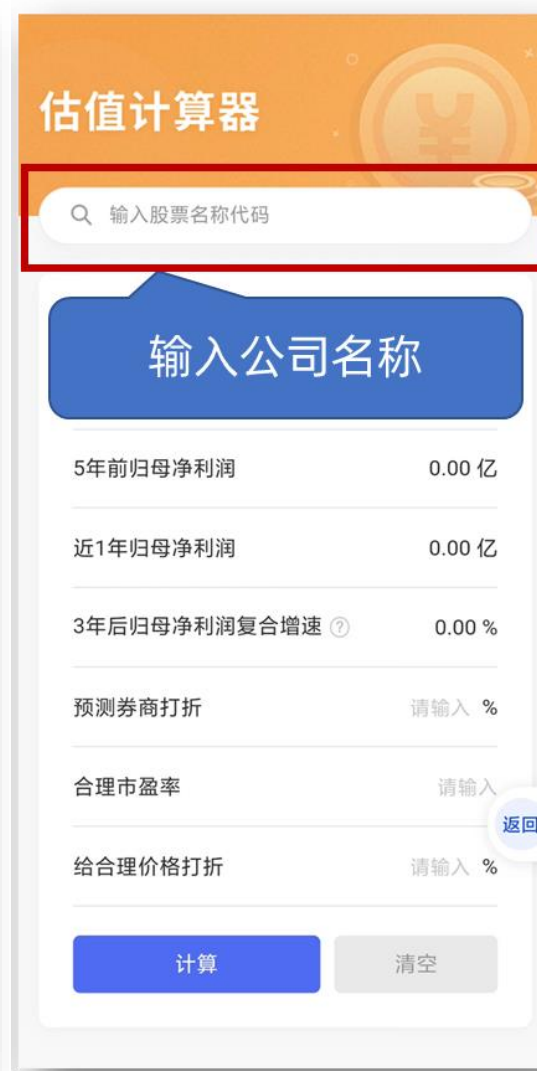 估值计算器
输入股票名称代码
输入公司名称
5年前归母净利润 0.00 亿
近1年归母净利润 0.00 亿
3年后归母净利润复合增速 ? 0.00 %
预测券商打折 请输入 %
合理市盈率 请输入
返回
给合理价格打折 请输入 %
计算 清空